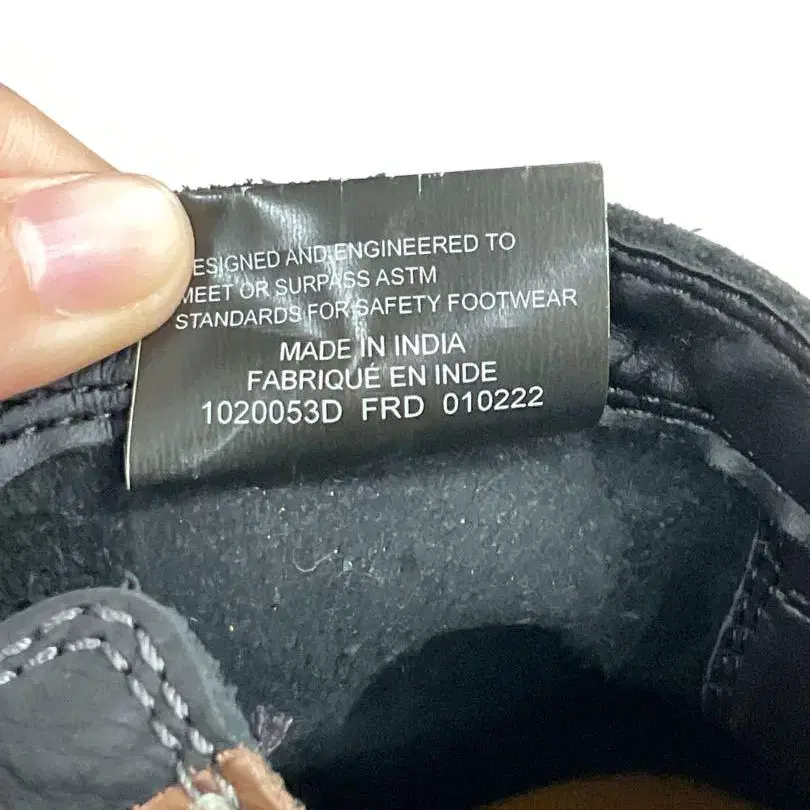 ESIGNED AND ENGINEERED TO
MEET OR SURPASS ASTM
STANDARDS FOR SAFETY FOOTWEAR
MADE IN INDIA
FABRIQUÉ EN INDE
1020053D FRD 010222